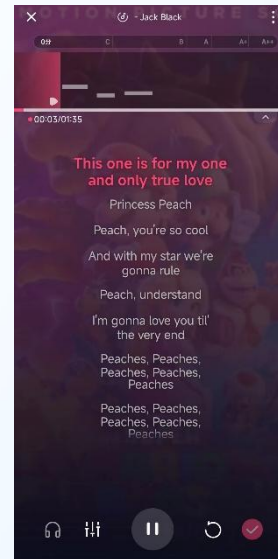 - Jack Black
C B A A+ A++
00:03/01:35
This one is for my one
and only true love
Princess Peach
Peach, you're so cool
And with my star we're
gonna rule
Peach, understand
I'm gonna love you til'
the very end
Peaches, Peaches,
Peaches, Peaches,
Peaches
Peaches, Peaches,
Peaches, Peaches,
Peaches